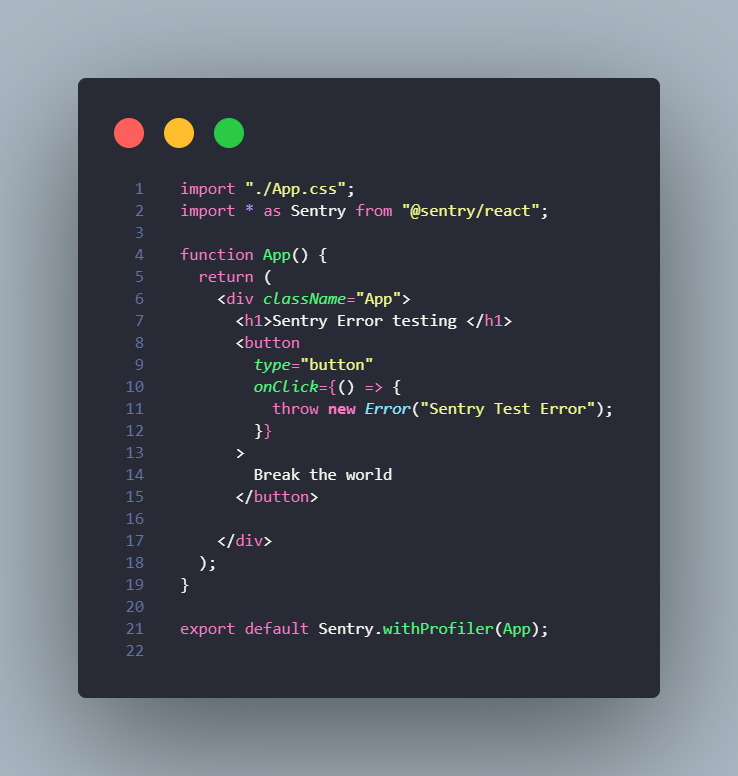 1 import "./App.css";
2 import * as Sentry from "@sentry/react";
3
4 function App() {
5   return (
6     <div className="App">
7       <h1>Sentry Error testing </h1>
8       <button
9         type="button"
10         onClick={() => {
11           throw new Error("Sentry Test Error");
12         }}
13       >
14         Break the world
15       </button>
16
17     </div>
18   );
19 }
20
21 export default Sentry.withProfiler(App);
22